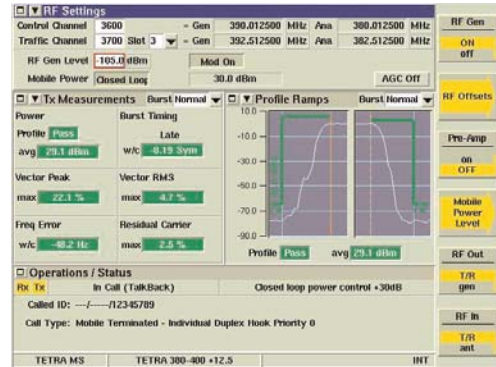 RF Settings
Control Channel 3600 = Gen 390.012500 MHz Ana 380.012500 MHz
Traffic Channel 3700 Slot 3 = Gen 392.512500 MHz Ana 382.512500 MHz
RF Gen Level -105.0 dBm Mod On
Mobile Power Closed Loop 30.0 dBm AGC Off
Tx Measurements Burst Normal
Power Burst Timing
Profile Pass Late
avg 29.1 dBm w/c -0.19 Sym
Vector Peak Vector RMS
max 22.1 % max 4.7 %
Freq Error Residual Carrier
w/c -48.2 Hz max 2.5 %
Profile Ramps Burst Normal
10.0
-10.0
-30.0
-50.0
-70.0
-90.0
Profile Pass avg 29.1 dBm
Operations / Status
Rx Tx In Call (TalkBack) Closed loop power control +30dB
Called ID: ---/-----/12345789
Call Type: Mobile Terminated - Individual Duplex Hook Priority 0
TETRA MS TETRA 380-400 +12.5 INT
RF Gen
ON
off
RF Offsets
Pre-Amp
on
OFF
Mobile
Power
Level
RF Out
T/R
gen
RF In
T/R
ant